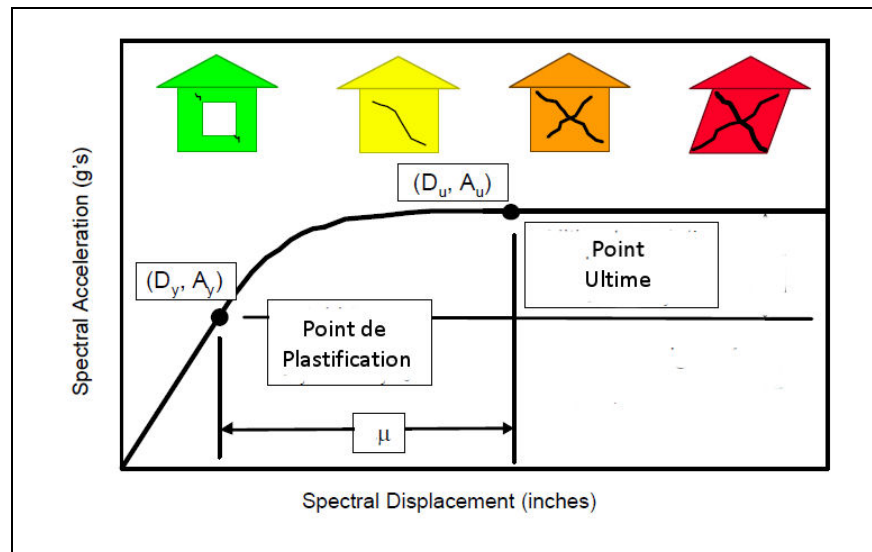 Spectral Acceleration (g's)
(Du, Au)
Point
Ultime
(Dy, Ay)
Point de
Plastification
μ
Spectral Displacement (inches)